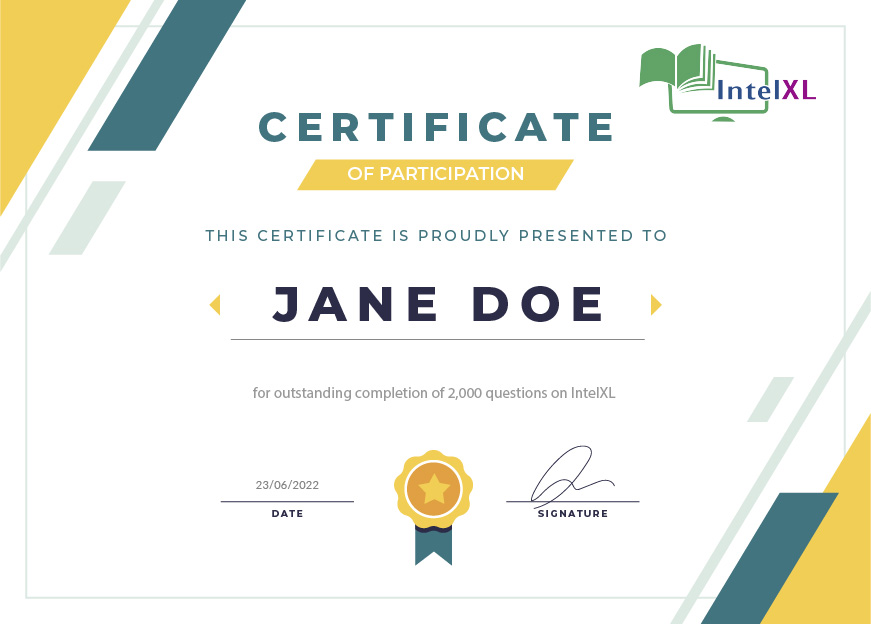 IntelXL
CERTIFICATE
OF PARTICIPATION
THIS CERTIFICATE IS PROUDLY PRESENTED TO
JANE DOE
for outstanding completion of 2,000 questions on IntelXL
23/06/2022
DATE
SIGNATURE